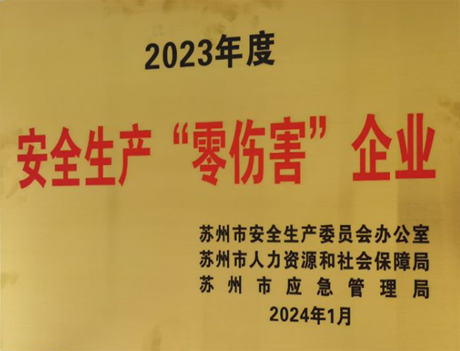 2023年度
安全生产“零伤害”企业
苏州市安全生产委员会办公室
苏州市人力资源和社会保障局
苏州市应急管理局
2024年1月